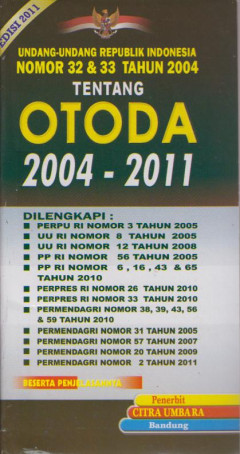 EDISI 2011
UNDANG-UNDANG REPUBLIK INDONESIA
NOMOR 32 & 33 TAHUN 2004
TENTANG
OTODA
2004 - 2011
DILENGKAPI :
PERPU RI NOMOR 3 TAHUN 2005
UU RI NOMOR 8 TAHUN 2005
UU RI NOMOR 12 TAHUN 2008
PP RI NOMOR 56 TAHUN 2005
PP RI NOMOR 6 , 16 , 43 & 65
TAHUN 2010
PERPRES RI NOMOR 26 TAHUN 2010
PERPRES RI NOMOR 33 TAHUN 2010
PERMENDAGRI NOMOR 38, 39, 43, 56
& 59 TAHUN 2010
PERMENDAGRI NOMOR 31 TAHUN 2005
PERMENDAGRI NOMOR 57 TAHUN 2007
PERMENDAGRI NOMOR 20 TAHUN 2009
PERMENDAGRI NOMOR 2 TAHUN 2011
BESERTA PENJELASANNYA
Penerbit
CITRA UMBARA
Bandung